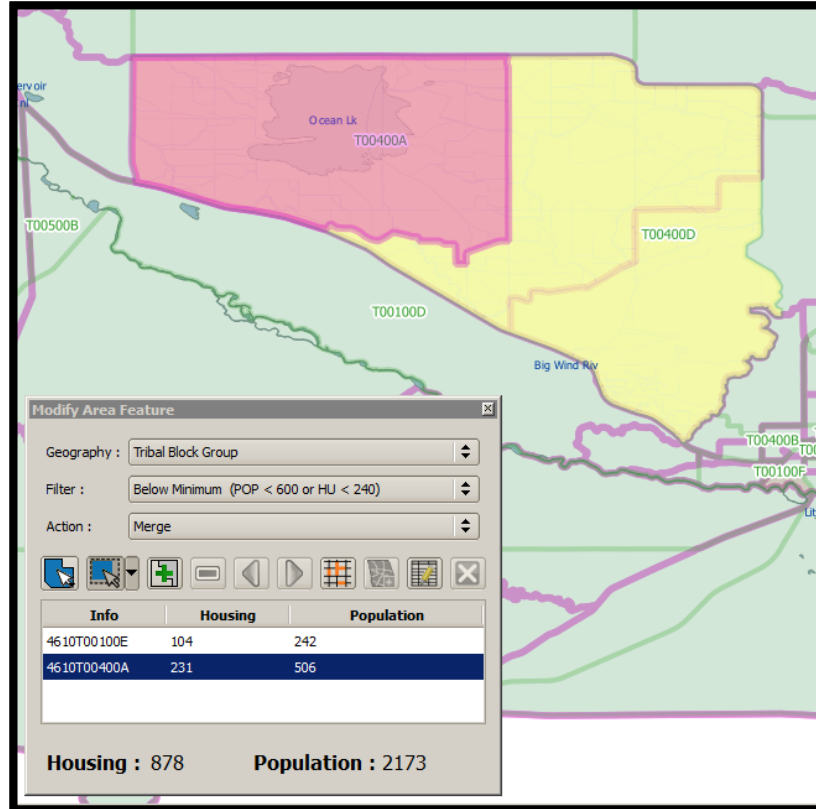 ervoir
Ocean Lk
T00400A
T00500B
T00400D
T00100D
Big Wind Riv
T00400B
T00100F
Modify Area Feature
Geography : Tribal Block Group
Filter : Below Minimum (POP < 600 or HU < 240)
Action : Merge
Info Housing Population
4610T00100E 104 242
4610T00400A 231 506
Housing : 878 Population : 2173